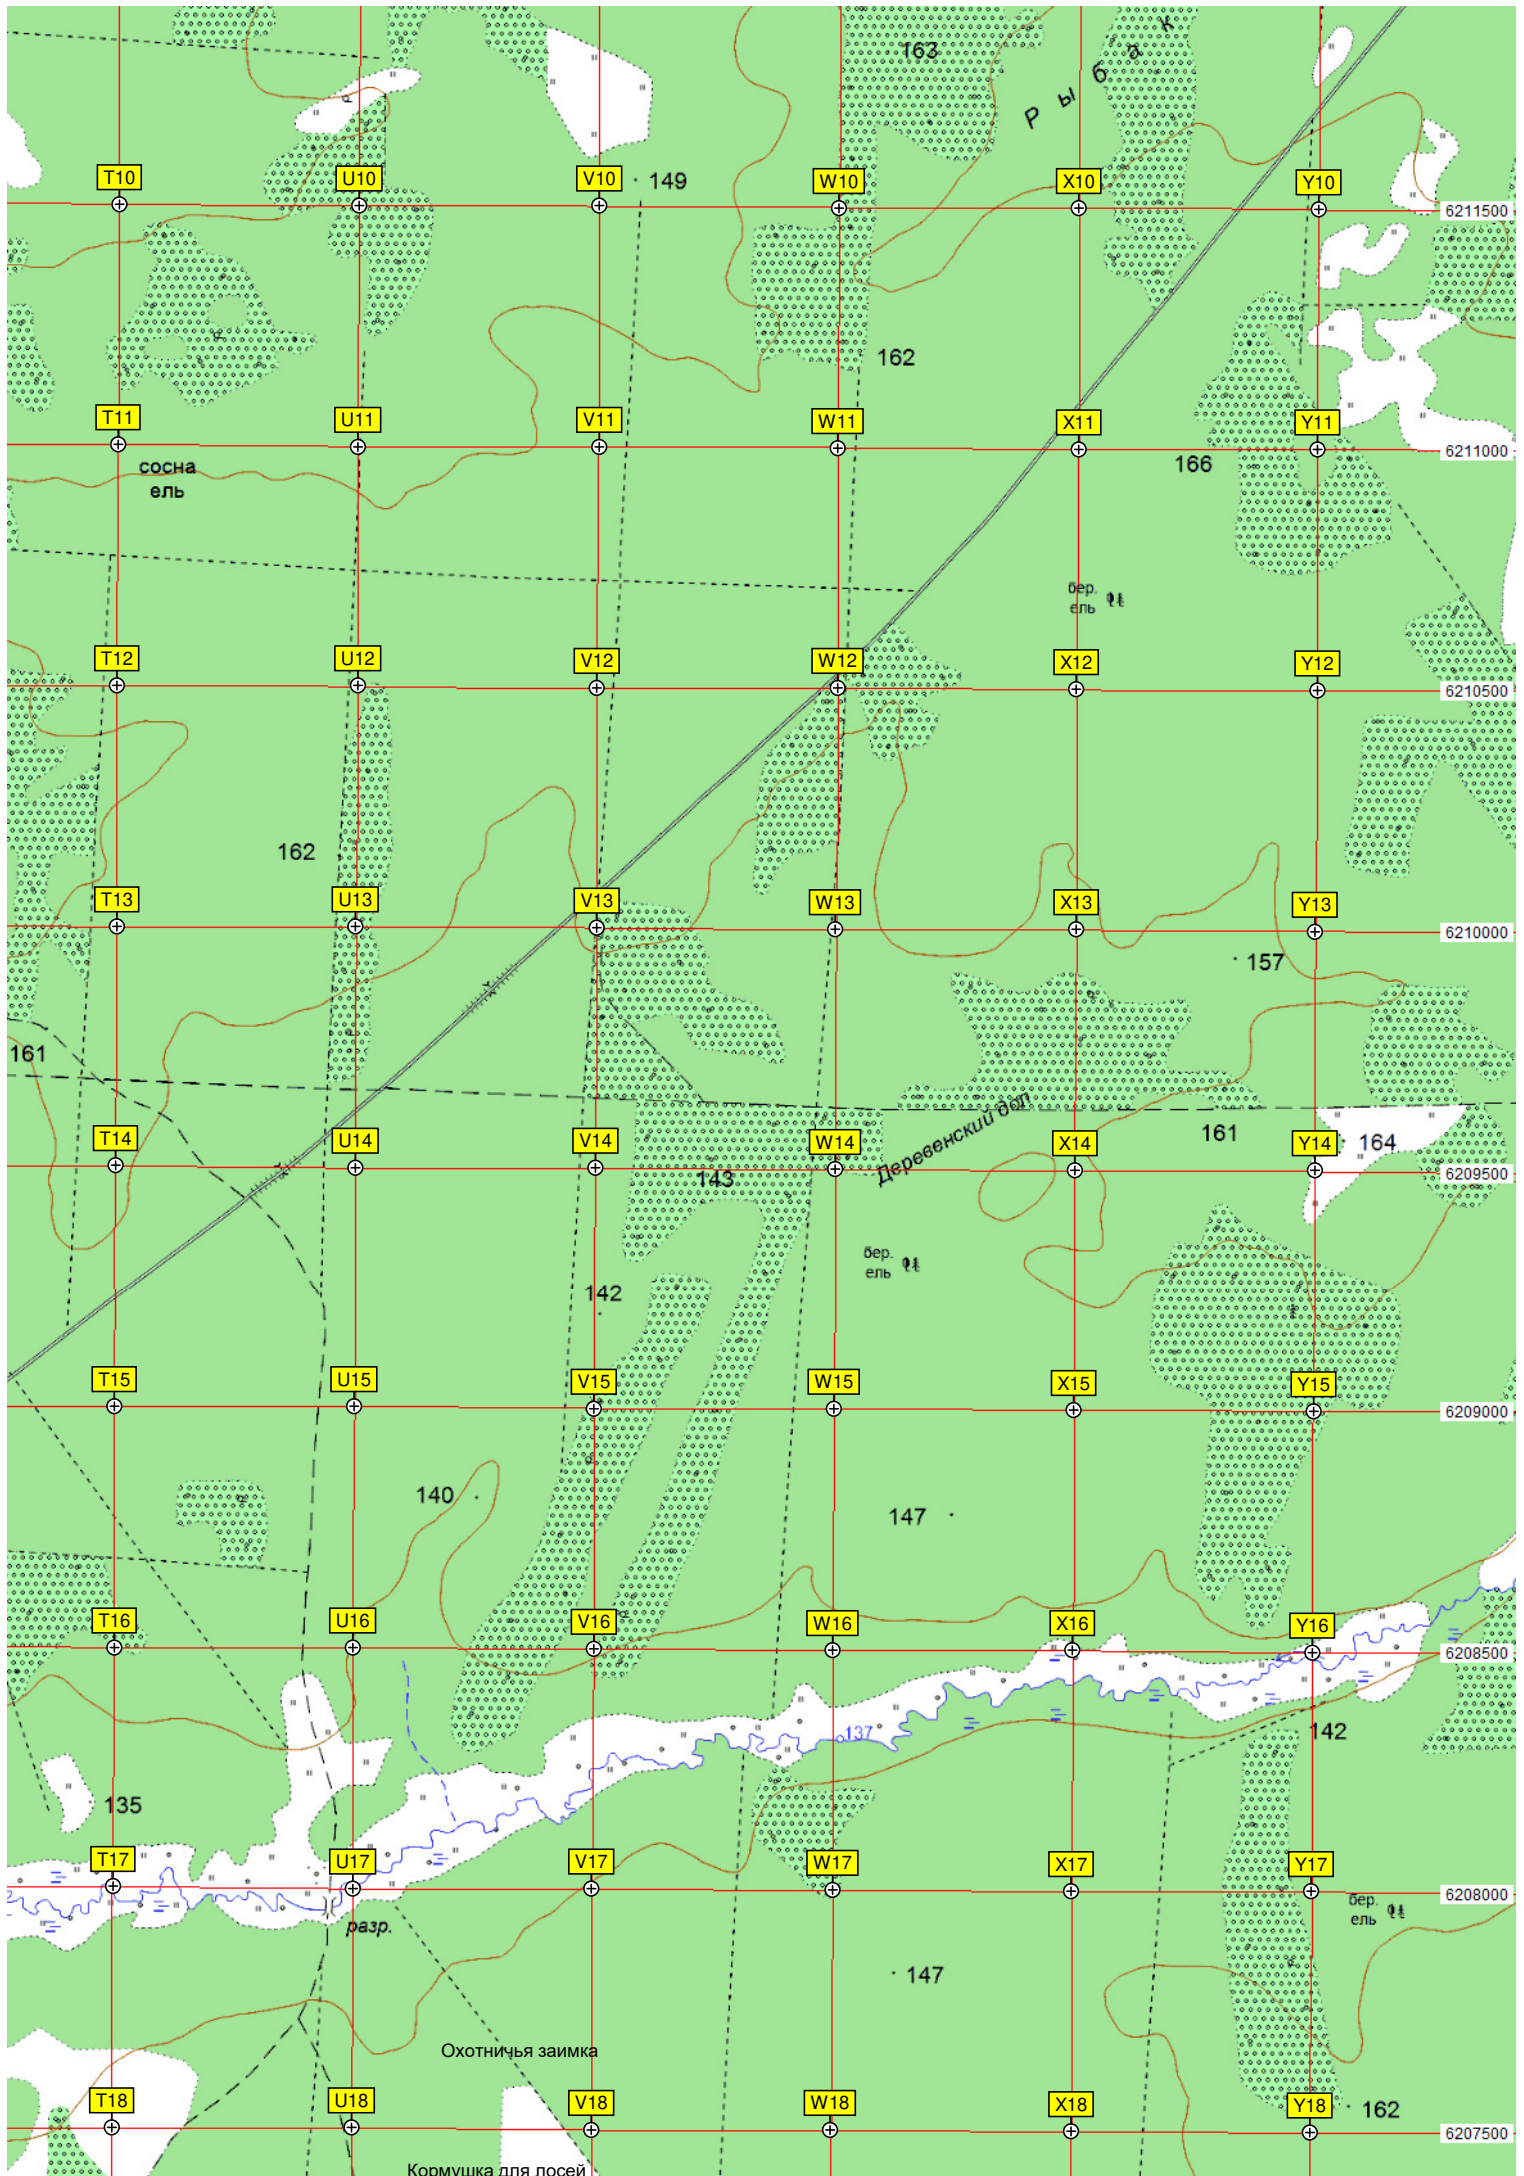 163
Рыбак
T10 U10 V10 149 W10 X10 Y10
6211500
162
T11 U11 V11 W11 X11 Y11
6211000
сосна
ель
166
бер.
ель
T12 U12 V12 W12 X12 Y12
6210500
162
T13 U13 V13 W13 X13 Y13
6210000
157
161
Деревенский дол
161
T14 U14 V14 W14 X14 Y14 164
6209500
143
бер.
ель
142
T15 U15 V15 W15 X15 Y15
6209000
140
147
T16 U16 V16 W16 X16 Y16
6208500
137
142
135
T17 U17 V17 W17 X17 Y17
6208000
разр.
бер.
ель
147
Охотничья заимка
T18 U18 V18 W18 X18 Y18 162
6207500
Кормушка для лосей